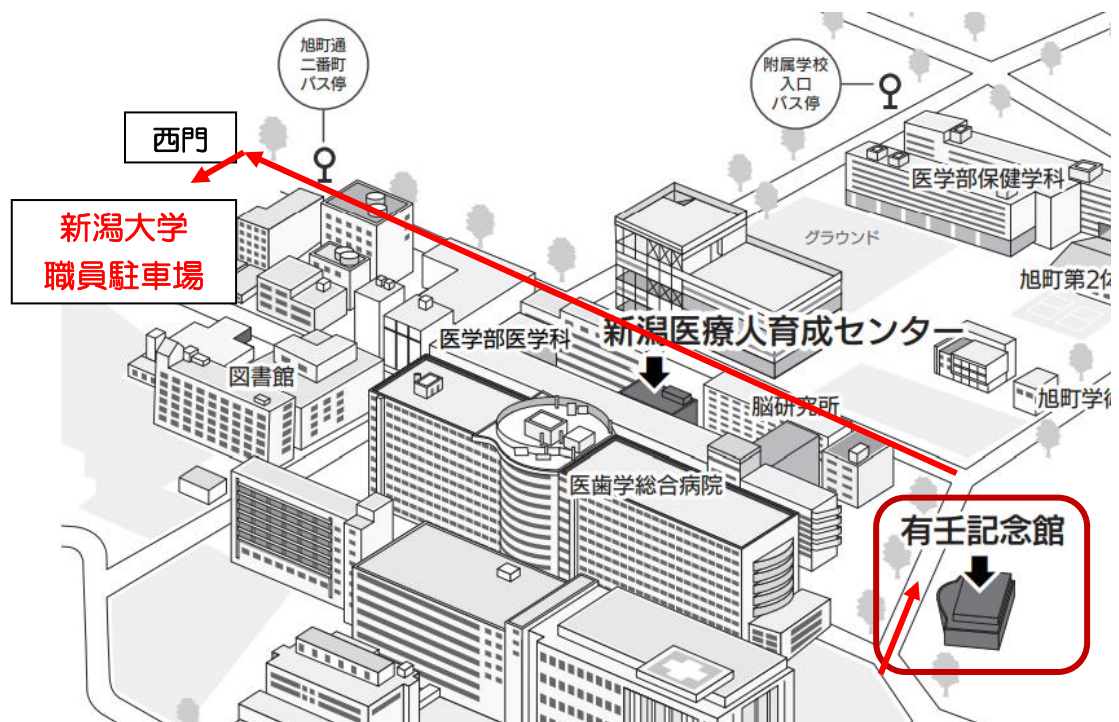 旭町通
二番町
バス停
附属学校
入口
バス停
西門
医学部保健学科
新潟大学
職員駐車場
グラウンド
旭町第2体
新潟医療人育成センター
医学部医学科
図書館
脳研究所
旭町学術
医歯学総合病院
有壬記念館